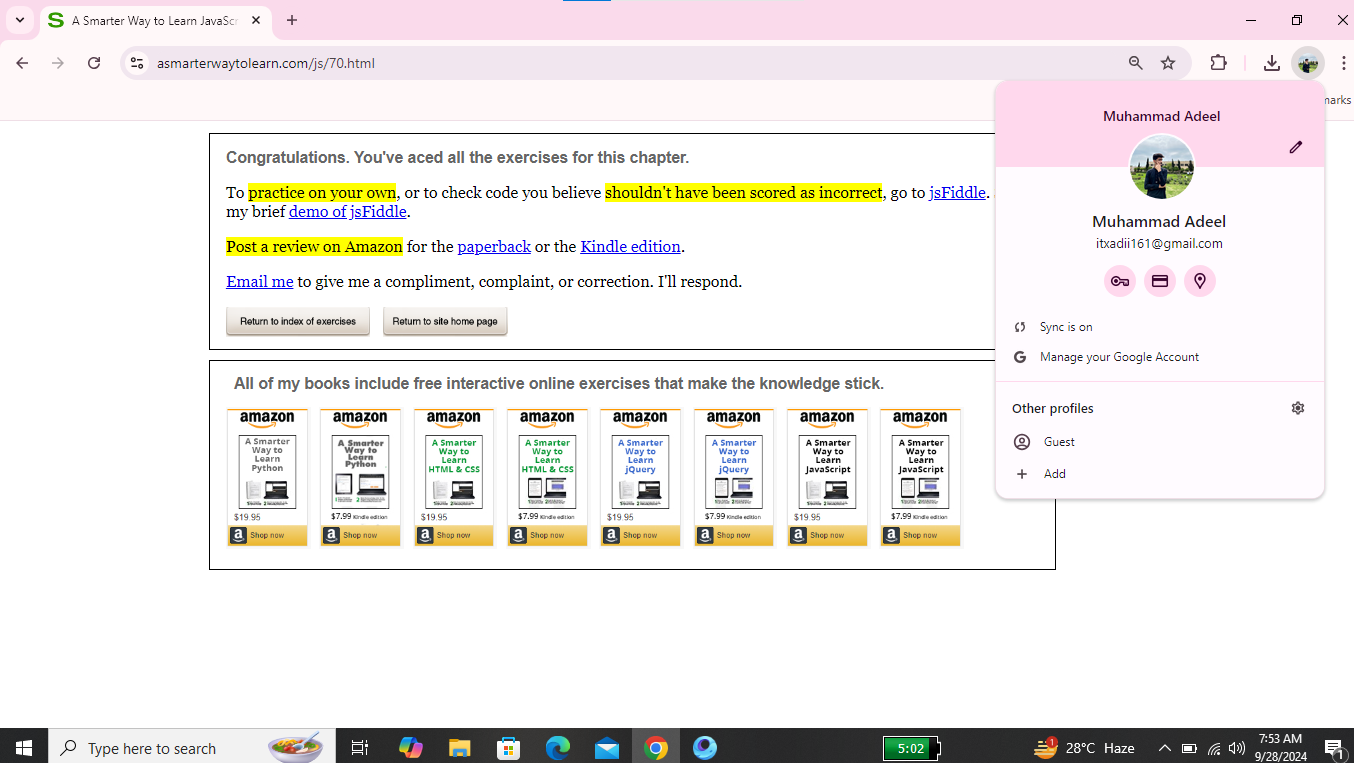 A Smarter Way to Learn JavaScr
asmarterwaytolearn.com/js/70.html
marks
Congratulations. You've aced all the exercises for this chapter.
To practice on your own, or to check code you believe shouldn't have been scored as incorrect, go to jsFiddle.
my brief demo of jsFiddle.
Post a review on Amazon for the paperback or the Kindle edition.
Email me to give me a compliment, complaint, or correction. I'll respond.
Return to index of exercises
Return to site home page
All of my books include free interactive online exercises that make the knowledge stick.
amazon
A Smarter
Way to
Learn
Python
$19.95
a Shop now
amazon
A Smarter
Way to
Learn
Python
$7.99 Kindle edition
a Shop now
amazon
A Smarter
Way to
Learn
HTML & CSS
$19.95
a Shop now
amazon
A Smarter
Way to
Learn
HTML & CSS
$7.99 Kindle edition
a Shop now
amazon
A Smarter
Way to
Learn
jQuery
$19.95
a Shop now
amazon
A Smarter
Way to
Learn
jQuery
$7.99 Kindle edition
a Shop now
amazon
A Smarter
Way to
Learn
JavaScript
$19.95
a Shop now
amazon
A Smarter
Way to
Learn
JavaScript
$7.99 Kindle edition
a Shop now
Muhammad Adeel
Muhammad Adeel
itxadii161@gmail.com
Sync is on
Manage your Google Account
Other profiles
Guest
Add
Type here to search
5:02
1
28°C Haze
7:53 AM
9/28/2024
1